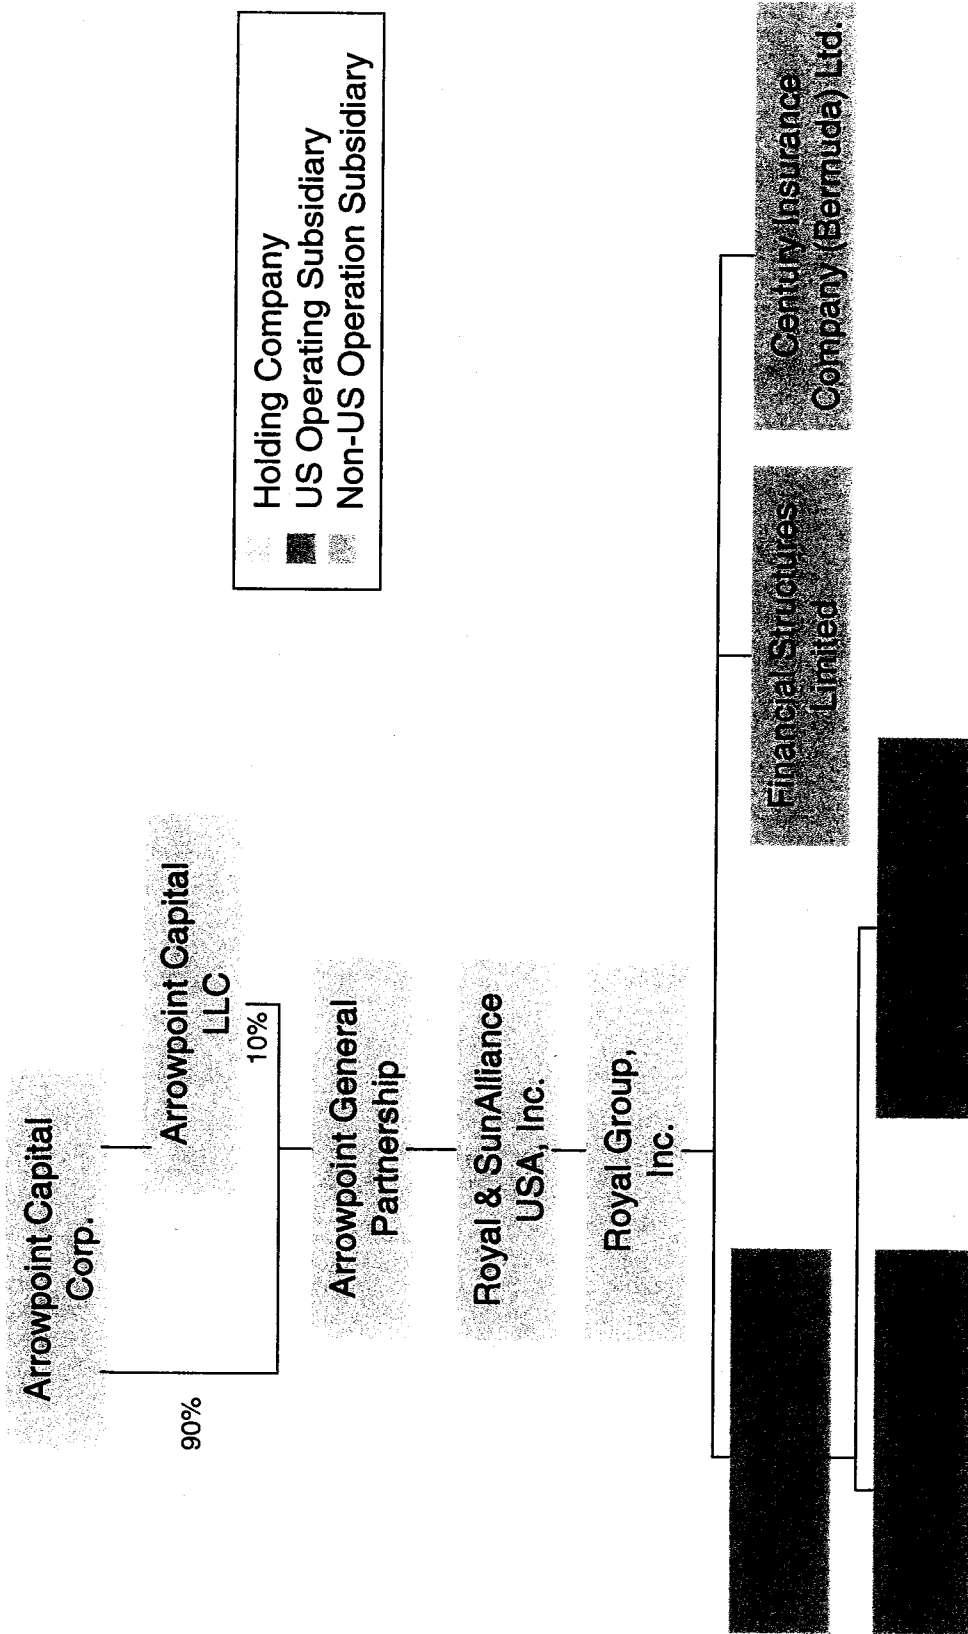 Arrowpoint Capital
Corp.
Arrowpoint Capital
LLC
90%
10%
Arrowpoint General
Partnership
Royal & SunAlliance
USA, Inc.
Royal Group,
Inc.
Holding Company
US Operating Subsidiary
Non-US Operation Subsidiary
Financial Structures
Limited
Century Insurance
Company (Bermuda) Ltd.